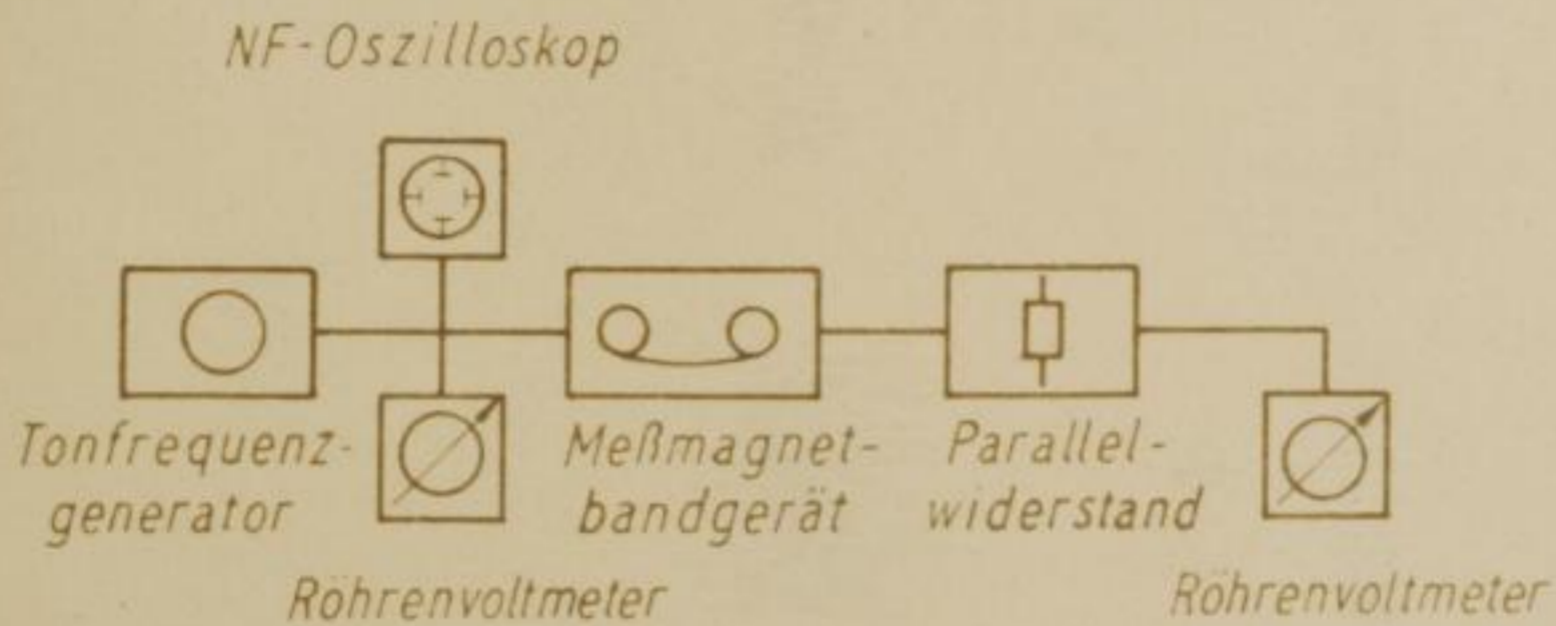 NF-Oszilloskop
Tonfrequenz-
generator
Meßmagnet-
bandgerät
Parallel-
widerstand
Röhrenvoltmeter
Röhrenvoltmeter